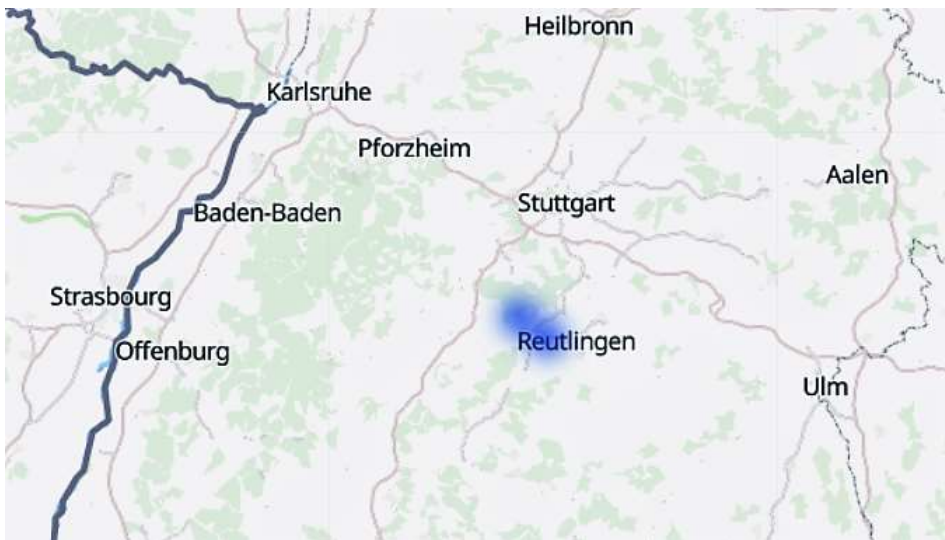 Heilbronn
Karlsruhe
Pforzheim
Aalen
Stuttgart
Baden-Baden
Strasbourg
Reutlingen
Offenburg
Ulm